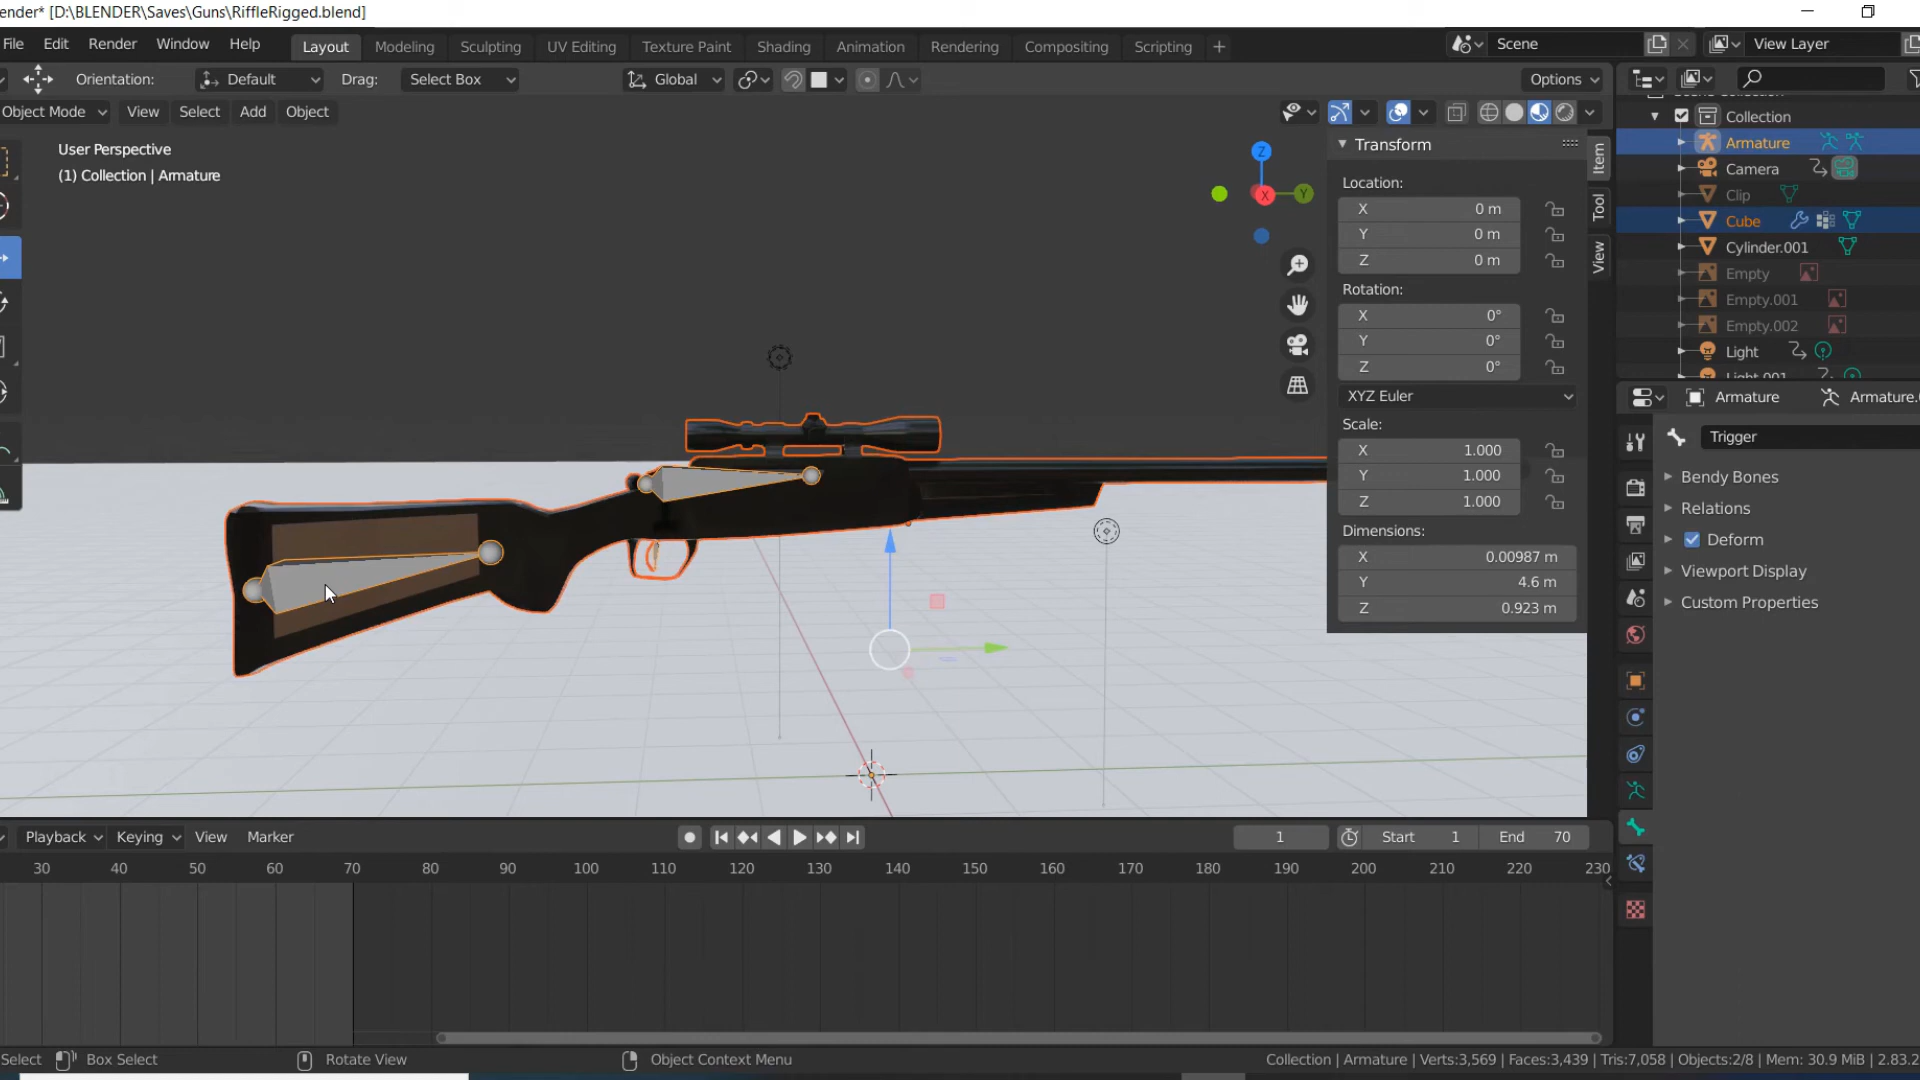 ender* [D:\BLENDER\Saves\Guns\RiffleRigged.blend]
File Edit Render Window Help Layout Modeling Sculpting UV Editing Texture Paint Shading Animation Rendering Compositing Scripting + Scene View Layer
Orientation: Default Drag: Select Box Global Options
Object Mode View Select Add Object
User Perspective
(1) Collection | Armature
Z
X
Y
Transform
Location:
X 0 m
Y 0 m
Z 0 m
Rotation:
X 0°
Y 0°
Z 0°
XYZ Euler
Scale:
X 1.000
Y 1.000
Z 1.000
Dimensions:
X 0.00987 m
Y 4.6 m
Z 0.923 m
Item
Tool
View
Collection
Armature
Camera
Clip
Cube
Cylinder.001
Empty
Empty.001
Empty.002
Light
Armature Armature.
Trigger
Bendy Bones
Relations
Deform
Viewport Display
Custom Properties
Playback Keying View Marker 1 Start 1 End 70
30 40 50 60 70 80 90 100 110 120 130 140 150 160 170 180 190 200 210 220 230
Select Box Select Rotate View Object Context Menu Collection | Armature | Verts:3,569 | Faces:3,439 | Tris:7,058 | Objects:2/8 | Mem: 30.9 MiB | 2.83.2